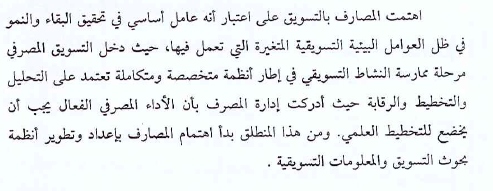 اهتمت المصارف بالتسويق على اعتبار أنه عامل أساسي في تحقيق البقاء والنمو
في ظل العوامل البيئية التسويقية المتغيرة التي تعمل فيها، حيث دخل التسويق المصرفي
مرحلة ممارسة النشاط التسويقي في إطار أنظمة متخصصة ومتكاملة تعتمد على التحليل
والتخطيط والرقابة حيث أدركت إدارة المصرف بأن الأداء المصرفي الفعال يجب أن
يخضع للتخطيط العلمي. ومن هذا المنطلق بدأ اهتمام المصارف بإعداد وتطوير أنظمة
بحوث التسويق والمعلومات التسويقية .